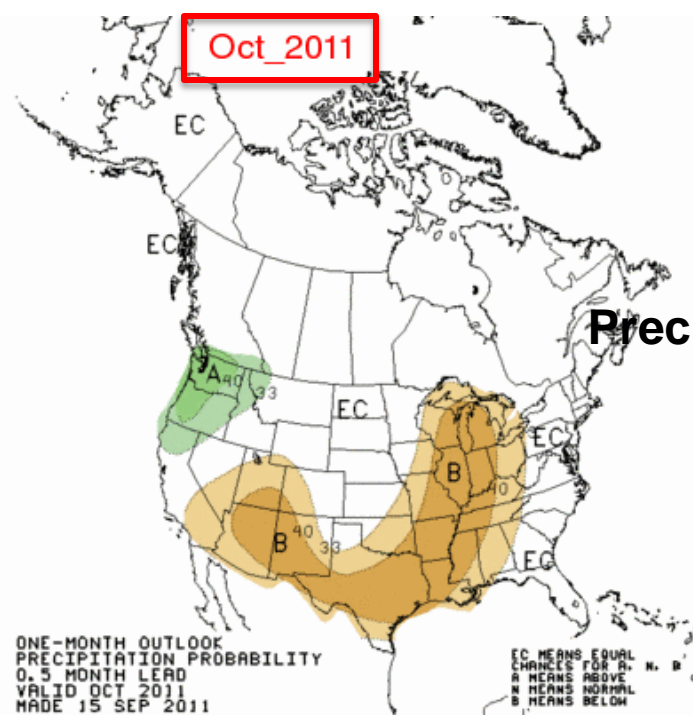 Oct_2011
EC
EC
Prec
A 40
33
EC
EC
B
40
B 40
33
EC
ONE-MONTH OUTLOOK
PRECIPITATION PROBABILITY
0.5 MONTH LEAD
VALID OCT 2011
MADE 15 SEP 2011
EC MEANS EQUAL
CHANCES FOR A, N, B
A MEANS ABOVE
N MEANS NORMAL
B MEANS BELOW